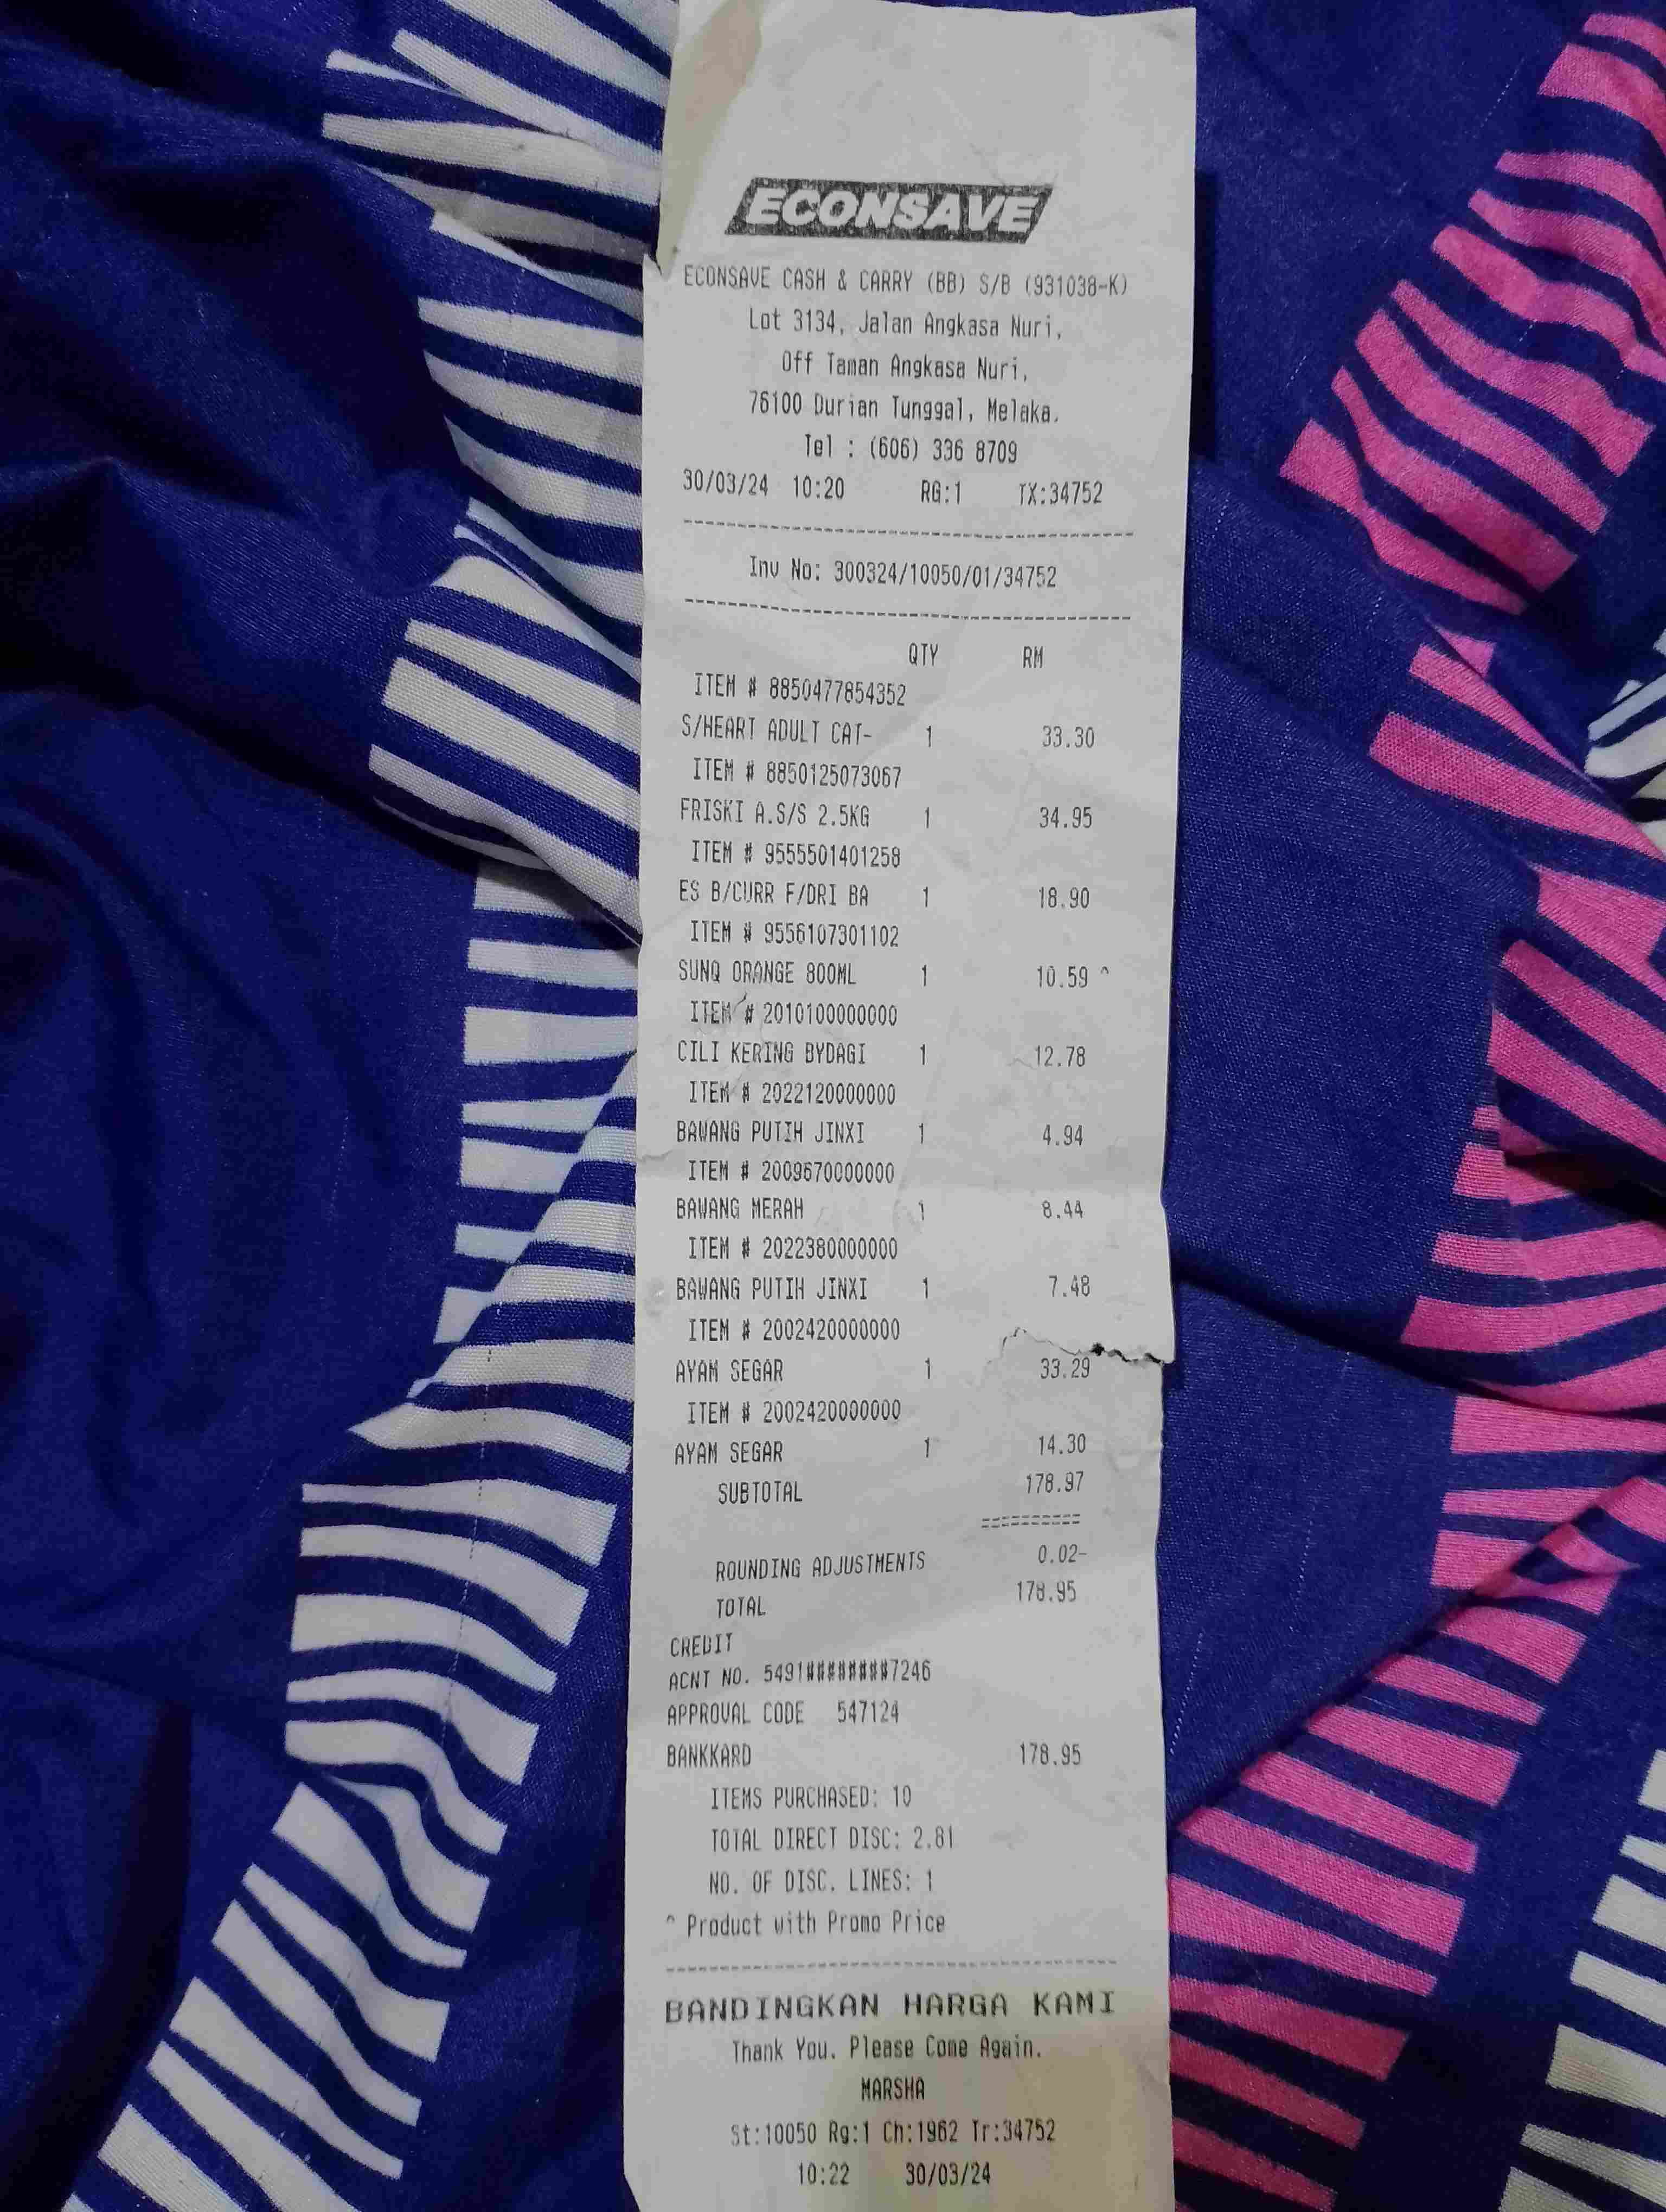 ECONSAVE
ECONSAVE CASH & CARRY (BB) S/B (931038-K)
Lot 3134, Jalan Angkasa Nuri,
Off Taman Angkasa Nuri,
76100 Durian Tunggal, Melaka.
Tel : (606) 336 8709
30/03/24 10:20 RG:1 TX:34752
Inv No: 300324/10050/01/34752
QTY RM
ITEM # 8850477854352
S/HEART ADULT CAT- 1 33.30
ITEM # 8850125073067
FRISKI A.S/S 2.5KG 1 34.95
ITEM # 9555501401258
ES B/CURR F/DRI BA 1 18.90
ITEM # 9556107301102
SUNQ ORANGE 800ML 1 10.59 ^
ITEM # 2010100000000
CILI KERING BYDAGI 1 12.78
ITEM # 2022120000000
BAWANG PUTIH JINXI 1 4.94
ITEM # 2009670000000
BAWANG MERAH 1 8.44
ITEM # 2022380000000
BAWANG PUTIH JINXI 1 7.48
ITEM # 2002420000000
AYAM SEGAR 1 33.29
ITEM # 2002420000000
AYAM SEGAR 1 14.30
SUBTOTAL 178.97
==========
ROUNDING ADJUSTMENTS 0.02-
TOTAL 178.95
CREDIT
ACNT NO. 5491########7246
APPROVAL CODE 547124
BANKKARD 178.95
ITEMS PURCHASED: 10
TOTAL DIRECT DISC: 2.81
NO. OF DISC. LINES: 1
^ Product with Promo Price
BANDINGKAN HARGA KAMI
Thank You. Please Come Again.
MARSHA
St:10050 Rg:1 Ch:1962 Tr:34752
10:22 30/03/24